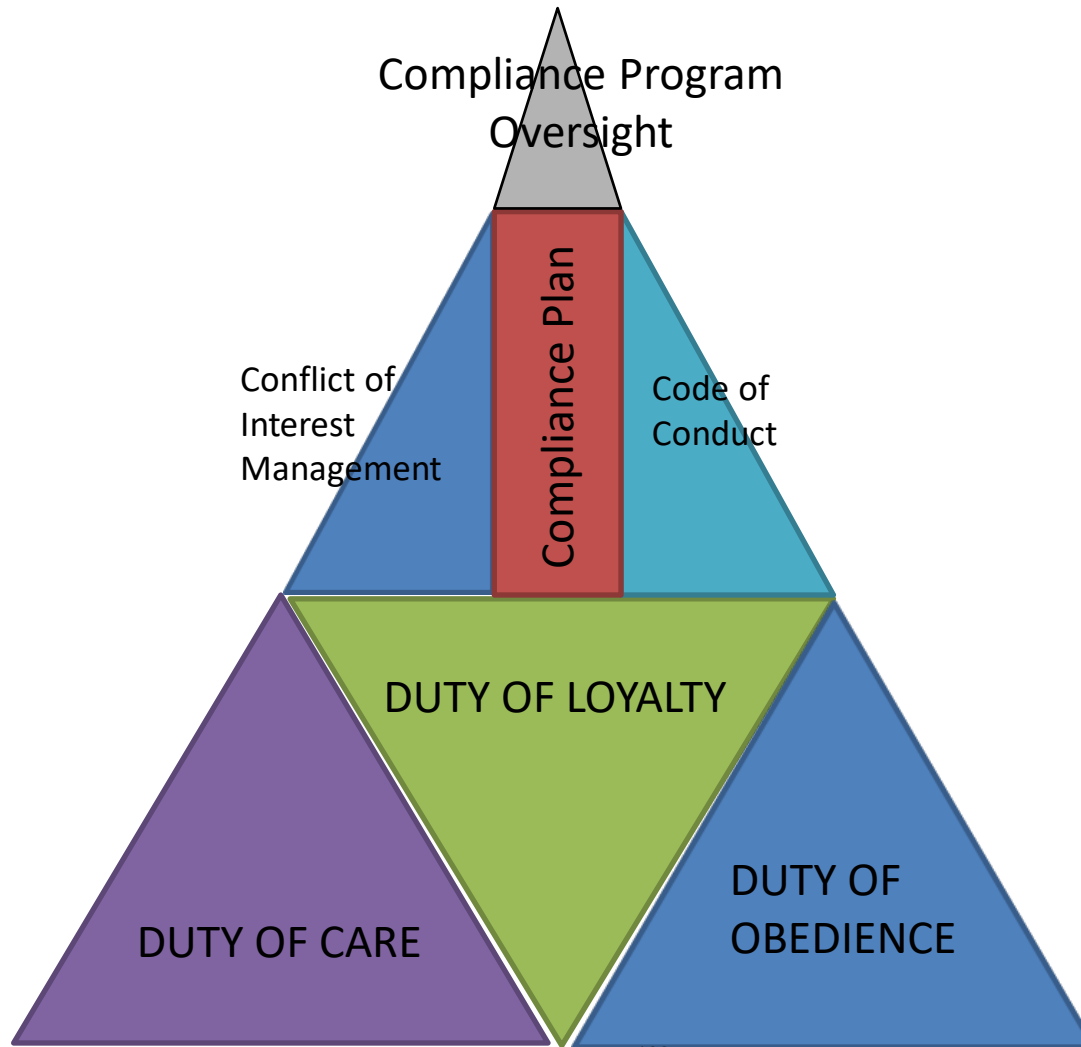 Compliance Program
Oversight
Compliance Plan
Conflict of
Interest
Management
Code of
Conduct
DUTY OF LOYALTY
DUTY OF CARE
DUTY OF
OBEDIENCE